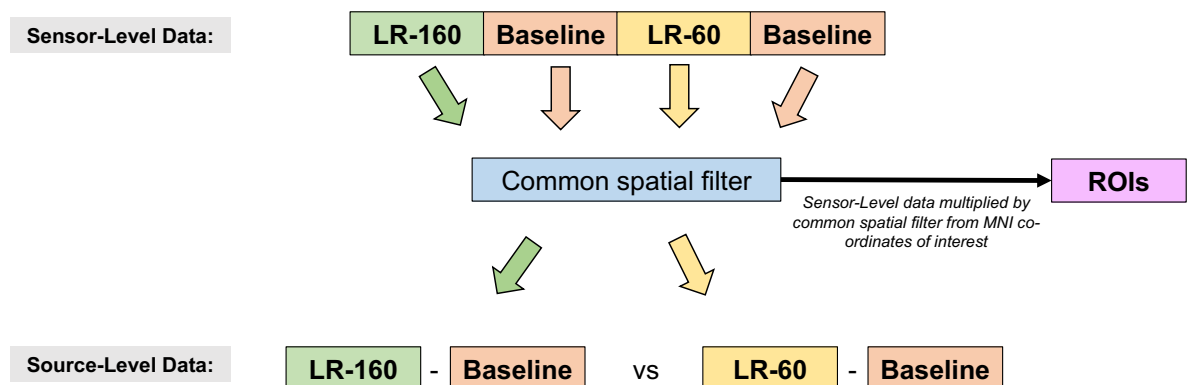 Sensor-Level Data:
LR-160 Baseline LR-60 Baseline
Common spatial filter
ROIs
Sensor-Level data multiplied by
common spatial filter from MNI co-
ordinates of interest
Source-Level Data:
LR-160 - Baseline vs LR-60 - Baseline